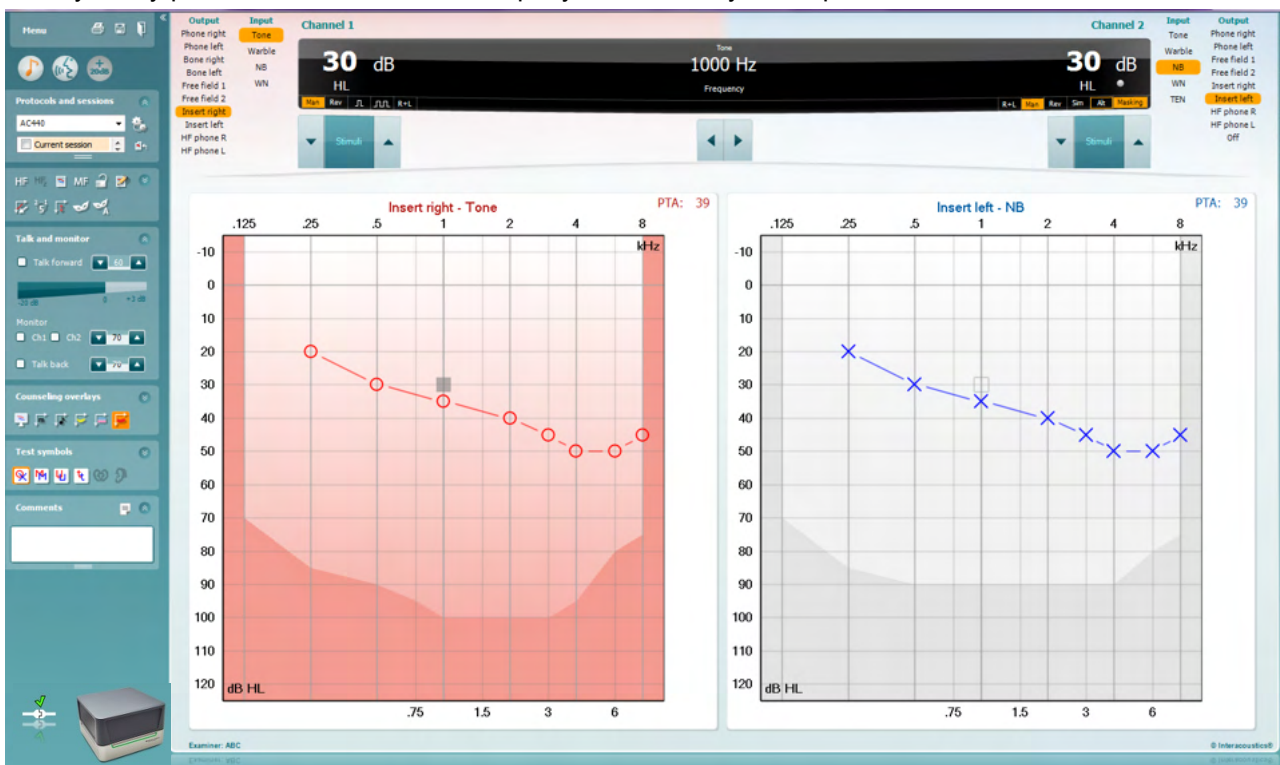 Menu
+20dB
Protocols and sessions
AC440
Current session
HF MF
Talk and monitor
Talk forward 60
-20 dB 0 +3 dB
Monitor
Ch1 Ch2 70
Talk back 70
Counseling overlays
Test symbols
Comments
Output
Phone right
Phone left
Bone right
Bone left
Free field 1
Free field 2
Insert right
Insert left
HF phone R
HF phone L
Input
Tone
Warble
NB
WN
Channel 1
30 dB
HL
Man Rev R+L
Tone
1000 Hz
Frequency
Channel 2
30 dB
HL
R+L Man Rev Sim Alt Masking
Input
Tone
Warble
NB
WN
TEN
Output
Phone right
Phone left
Free field 1
Free field 2
Insert right
Insert left
HF phone R
HF phone L
Off
Stimuli
Stimuli
Insert right - Tone
PTA: 39
.125 .25 .5 1 2 4 8
kHz
-10
0
10
20
30
40
50
60
70
80
90
100
110
120
dB HL
.75 1.5 3 6
Insert left - NB
PTA: 39
.125 .25 .5 1 2 4 8
kHz
-10
0
10
20
30
40
50
60
70
80
90
100
110
120
dB HL
.75 1.5 3 6
Examiner: ABC
© Interacoustics®